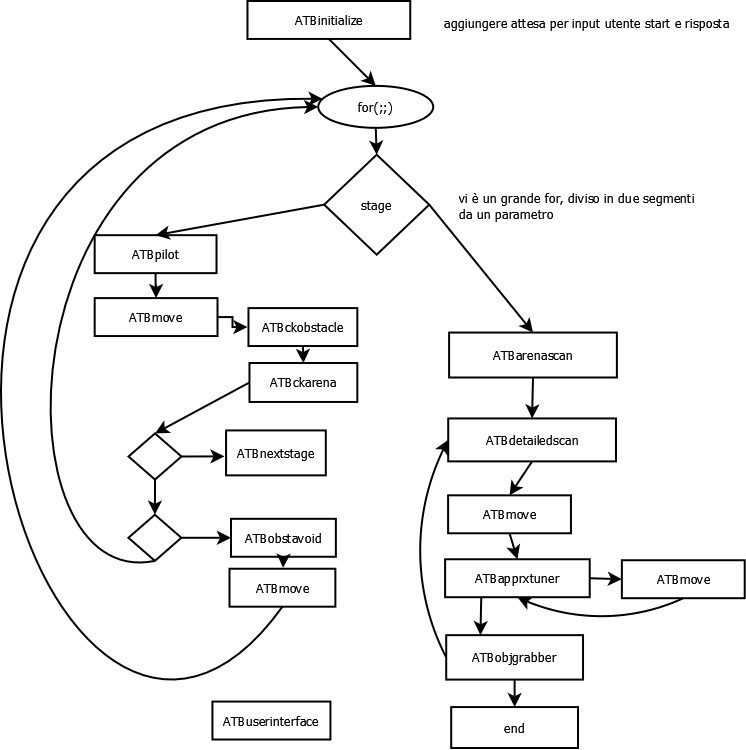 ATBinitialize
aggiungere attesa per input utente start e risposta
for(;;)
stage
vi è un grande for, diviso in due segmenti
da un parametro
ATBpilot
ATBmove
ATBckobstacle
ATBckarena
ATBnextstage
ATBobstavoid
ATBmove
ATBarenascan
ATBdetailedscan
ATBmove
ATBapprxtuner
ATBmove
ATBobjgrabber
end
ATBuserinterface